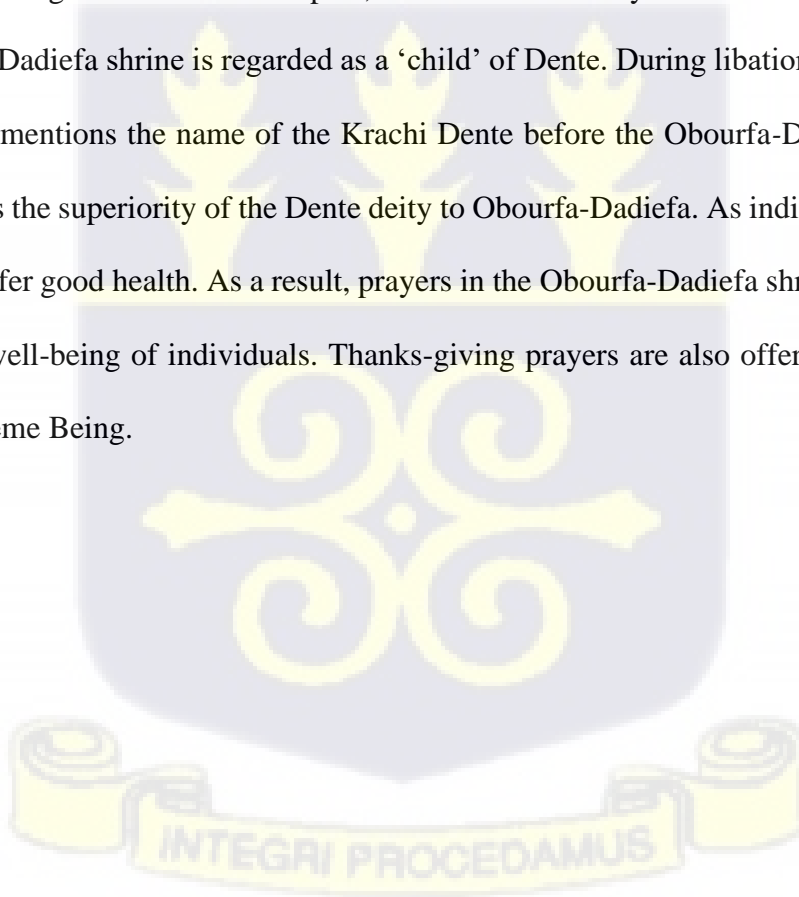 Dadiefa shrine is regarded as a ‘child’ of Dente. During libation
mentions the name of the Krachi Dente before the Obourfa-D
s the superiority of the Dente deity to Obourfa-Dadiefa. As indi
fer good health. As a result, prayers in the Obourfa-Dadiefa shr
well-being of individuals. Thanks-giving prayers are also offer
eme Being.
INTEGRI PROCEDAMUS